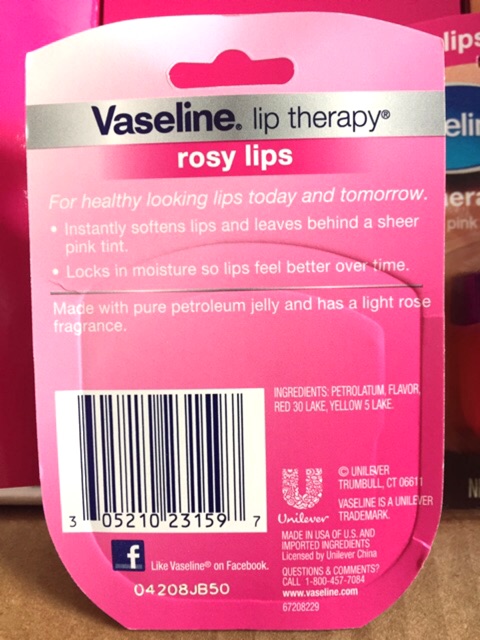 Vaseline. lip therapy®
rosy lips
For healthy looking lips today and tomorrow.
• Instantly softens lips and leaves behind a sheer
pink tint.
• Locks in moisture so lips feel better over time.
Made with pure petroleum jelly and has a light rose
fragrance.
INGREDIENTS: PETROLATUM, FLAVOR,
RED 30 LAKE, YELLOW 5 LAKE.
3 05210 23159 7
Unilever
© UNILEVER
TRUMBULL, CT 06611
VASELINE IS A UNILEVER
TRADEMARK.
MADE IN USA OF U.S. AND
IMPORTED INGREDIENTS
Licensed by Unilever China
QUESTIONS & COMMENTS?
CALL 1-800-457-7084
www.vaseline.com
67208229
f Like Vaseline® on Facebook.
04208JB50
lips
pink